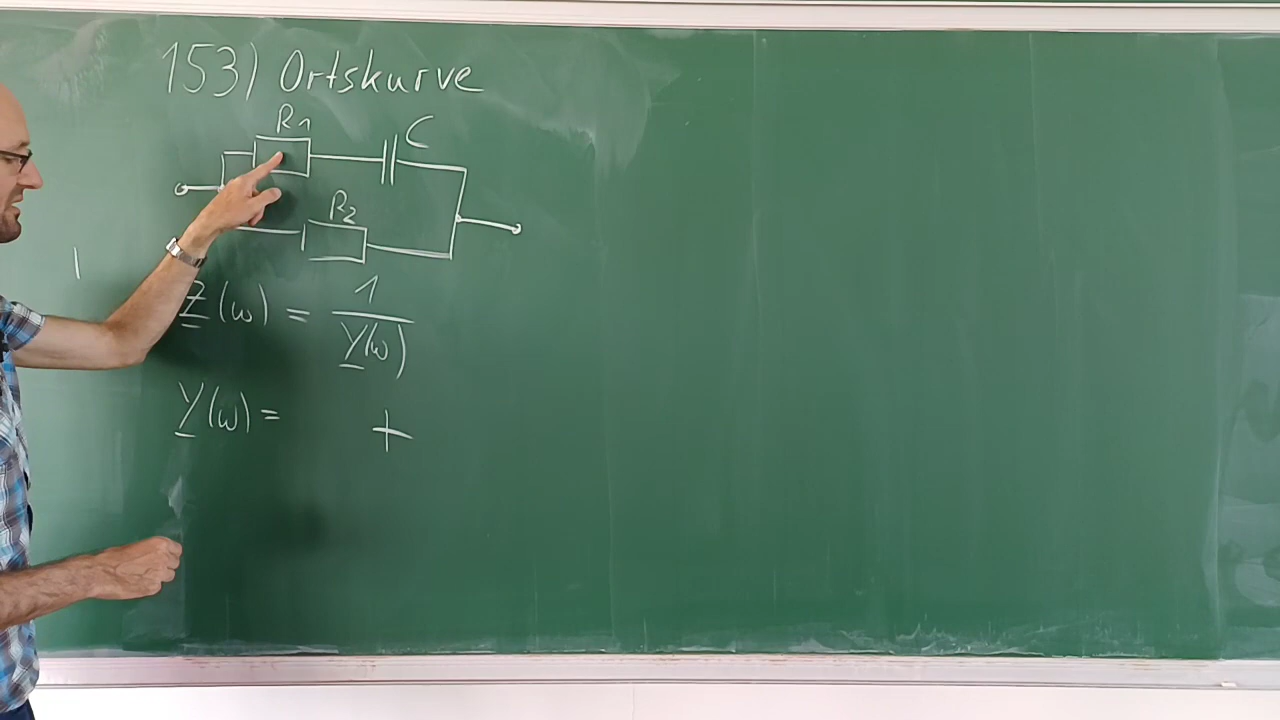 153) Ortskurve
R1
C
R2
Z(ω) = 1
Y(ω)
Y(ω) = +